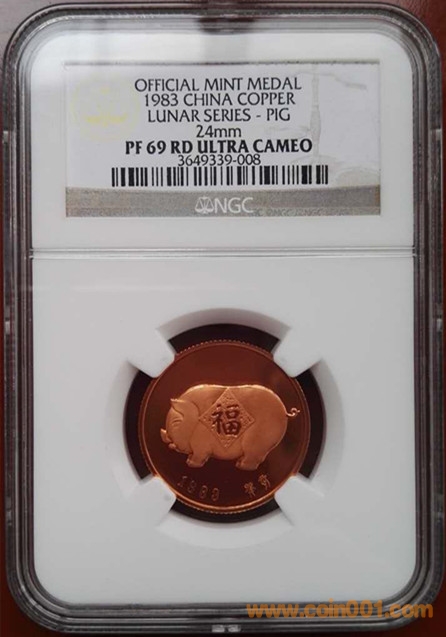 OFFICIAL MINT MEDAL
1983 CHINA COPPER
LUNAR SERIES - PIG
24mm
PF 69 RD ULTRA CAMEO
3649339-008
NGC
福
1983
www.coin001.com